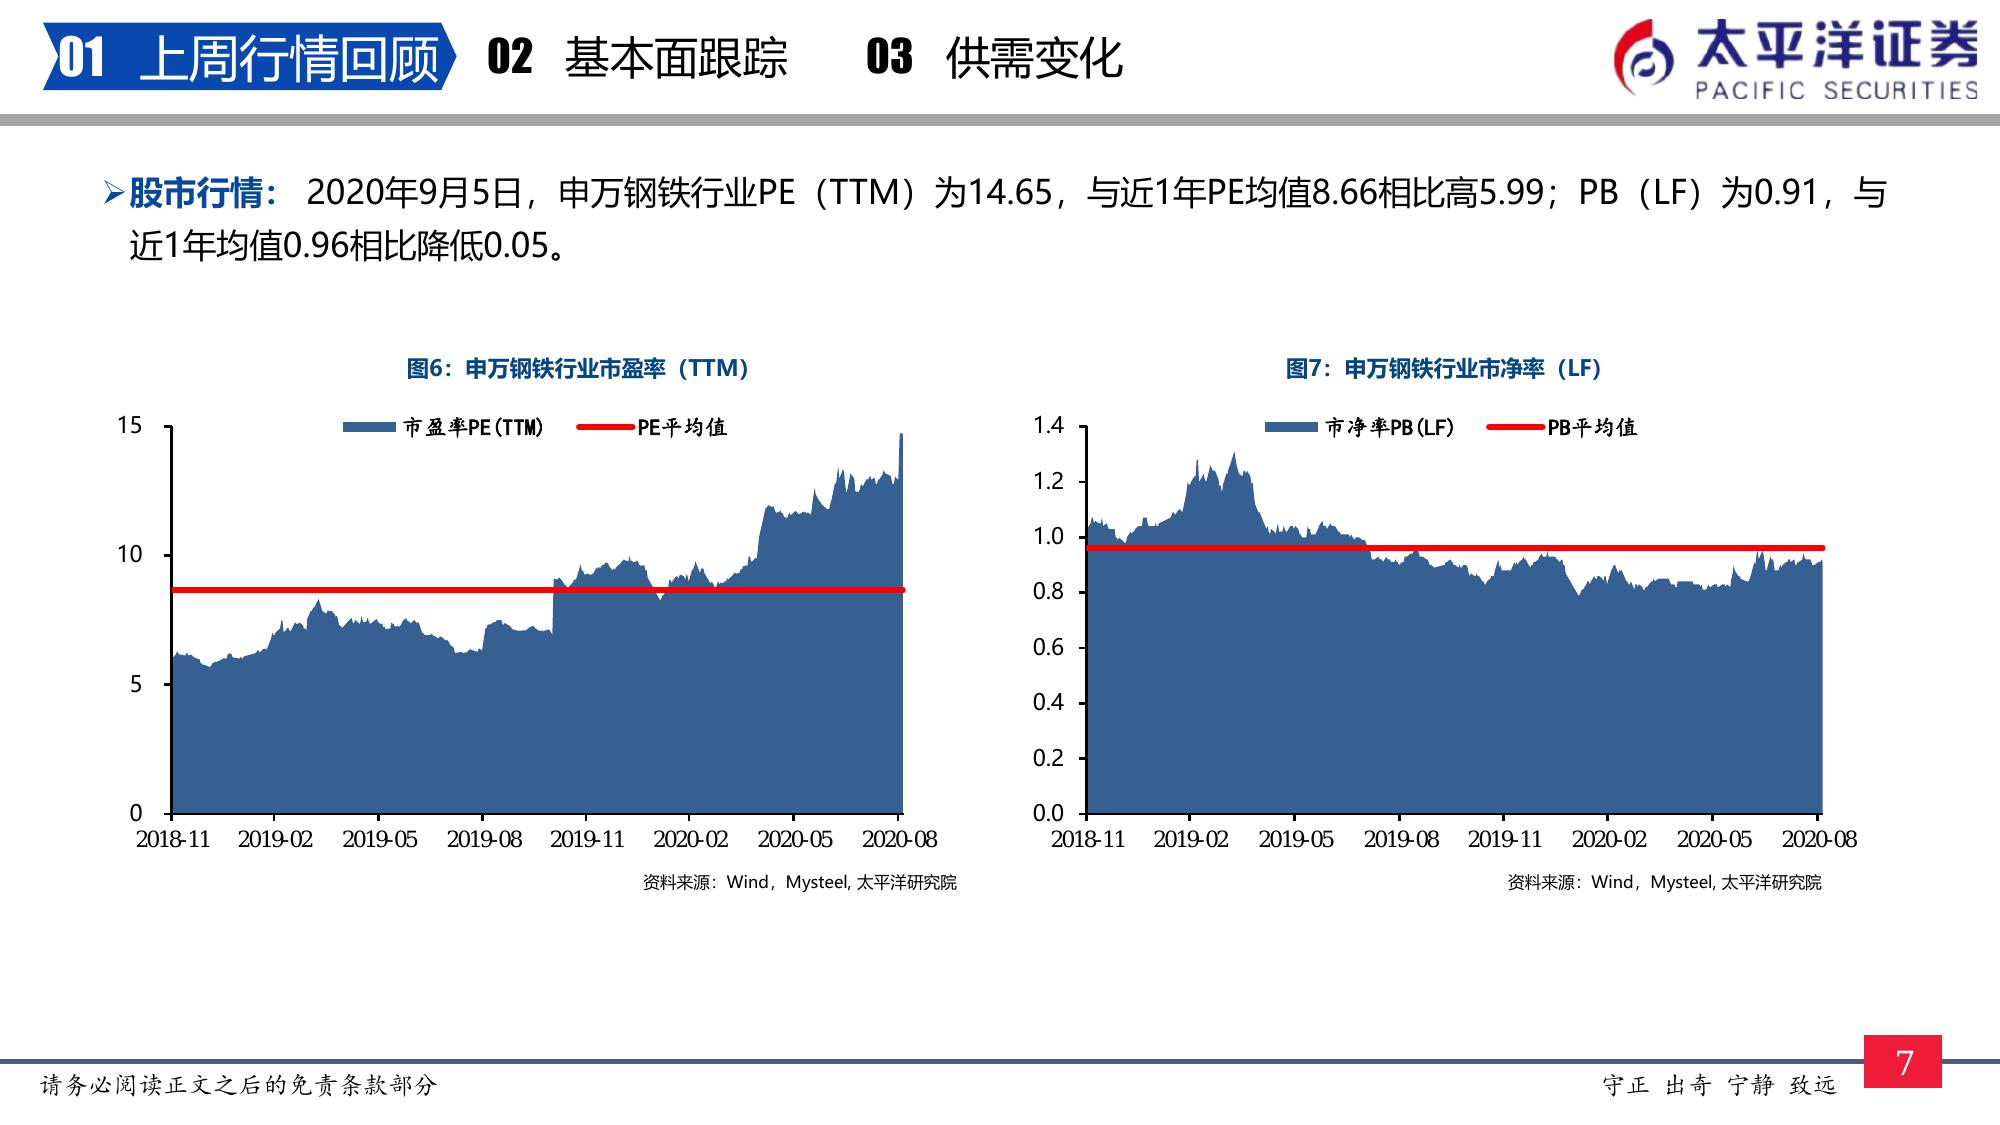 01 上周行情回顾 02 基本面跟踪 03 供需变化
太平洋证券
PACIFIC SECURITIES
➢股市行情： 2020年9月5日，申万钢铁行业PE（TTM）为14.65，与近1年PE均值8.66相比高5.99；PB（LF）为0.91，与
近1年均值0.96相比降低0.05。
图6：申万钢铁行业市盈率（TTM）
市盈率PE(TTM) PE平均值
15
10
5
0
2018-11 2019-02 2019-05 2019-08 2019-11 2020-02 2020-05 2020-08
资料来源：Wind，Mysteel, 太平洋研究院
图7：申万钢铁行业市净率（LF）
市净率PB(LF) PB平均值
1.4
1.2
1.0
0.8
0.6
0.4
0.2
0.0
2018-11 2019-02 2019-05 2019-08 2019-11 2020-02 2020-05 2020-08
资料来源：Wind，Mysteel, 太平洋研究院
请务必阅读正文之后的免责条款部分
守正 出奇 宁静 致远
7